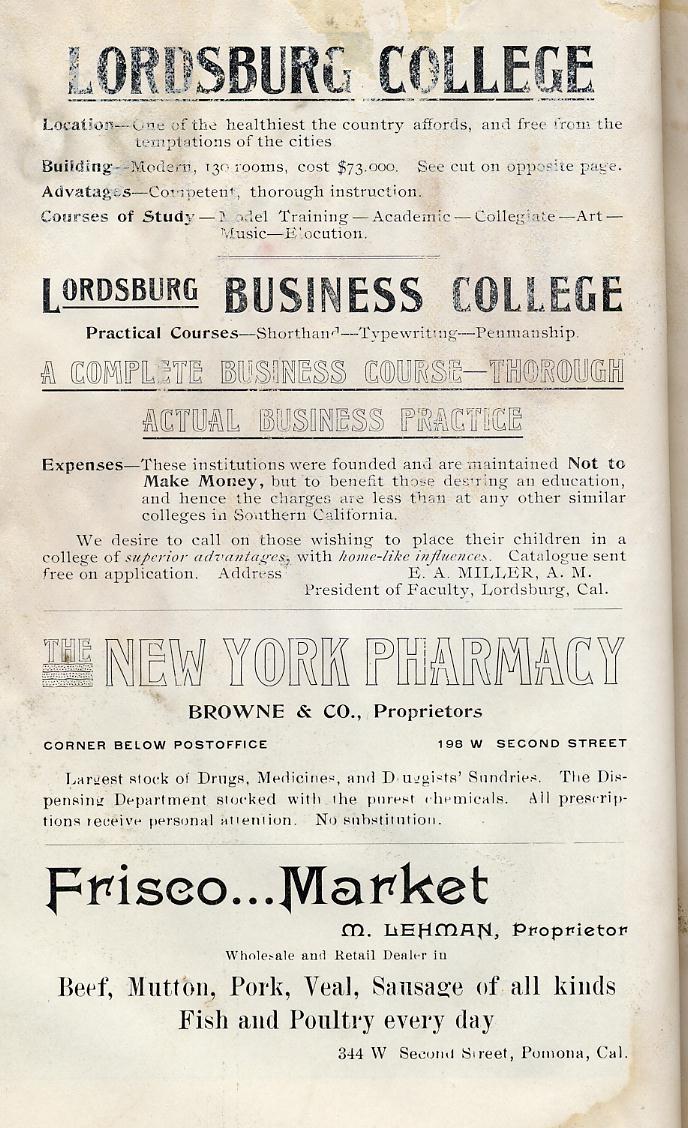 LORDSBURG COLLEGE
Location—One of the healthiest the country affords, and free from the
temptations of the cities
Building—Modern, 130 rooms, cost $73.000. See cut on opposite page.
Advatages—Competent, thorough instruction.
Courses of Study—Model Training—Academic—Collegiate—Art—
Music—Elocution.
LORDSBURG BUSINESS COLLEGE
Practical Courses—Shorthand—Typewriting—Penmanship.
A COMPLETE BUSINESS COURSE—THOROUGH
ACTUAL BUSINESS PRACTICE
Expenses—These institutions were founded and are maintained Not to
Make Money, but to benefit those desiring an education,
and hence the charges are less than at any other similar
colleges in Southern California.
We desire to call on those wishing to place their children in a
college of superior advantages, with home-like influences. Catalogue sent
free on application. Address E. A. MILLER, A. M.
President of Faculty, Lordsburg, Cal.
THE NEW YORK PHARMACY
BROWNE & CO., Proprietors
CORNER BELOW POSTOFFICE 198 W SECOND STREET
Largest stock of Drugs, Medicines, and Druggists' Sundries. The Dis-
pensing Department stocked with the purest chemicals. All prescrip-
tions receive personal attention. No substitution.
Frisco...Market
M. LEHMAN, Proprietor
Wholesale and Retail Dealer in
Beef, Mutton, Pork, Veal, Sausage of all kinds
Fish and Poultry every day
344 W Second Street, Pomona, Cal.